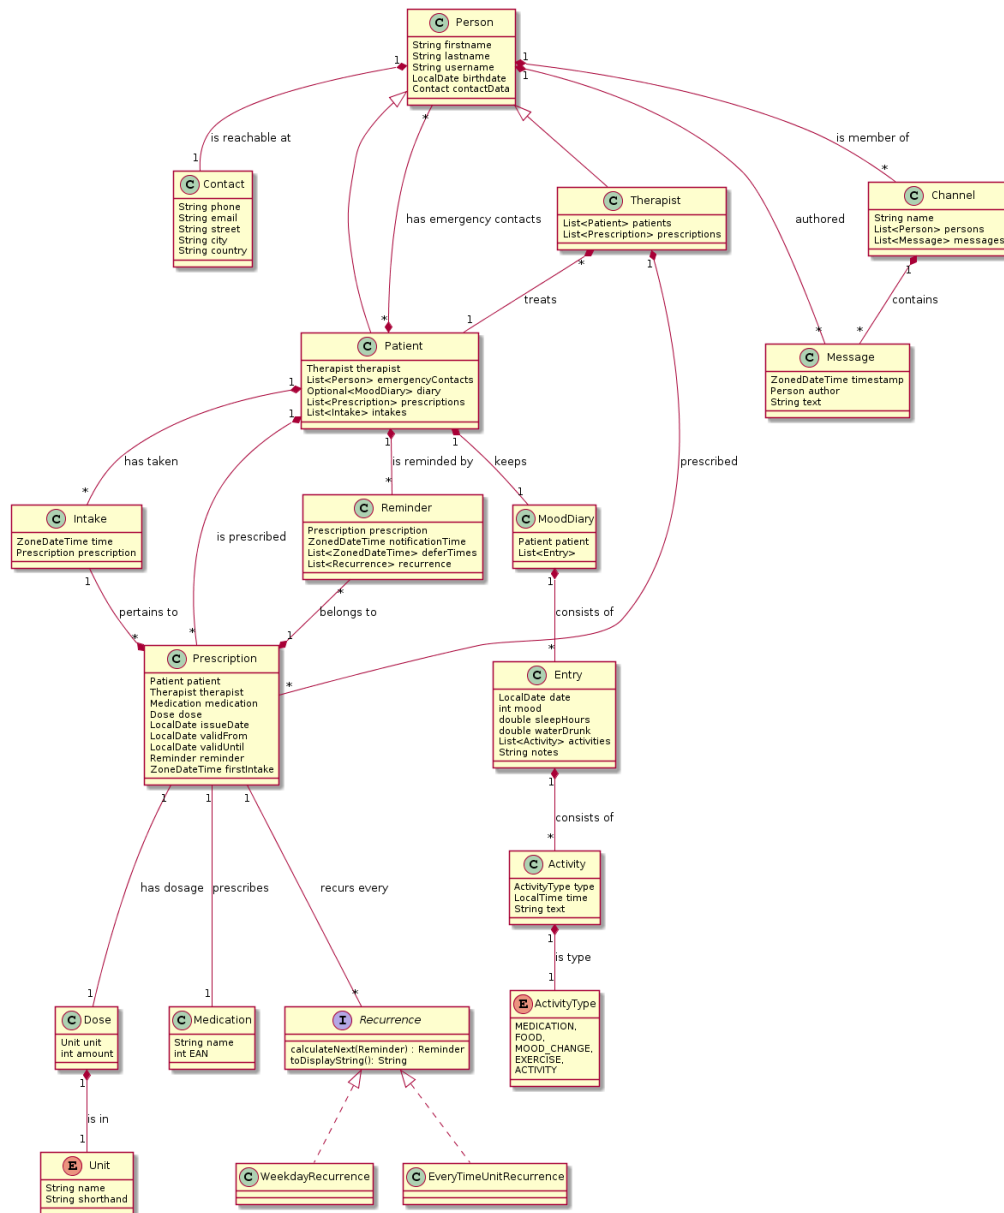 C Person
String firstname
String lastname
String username
LocalDate birthdate
Contact contactData
1
1
1
is reachable at
is member of
1
*
*
C Contact
String phone
String email
String street
String city
String country
has emergency contacts
C Therapist
List<Patient> patients
List<Prescription> prescriptions
authored
C Channel
String name
List<Person> persons
List<Message> messages
*
1
1
treats
contains
*
1
*
*
C Patient
Therapist therapist
List<Person> emergencyContacts
Optional<MoodDiary> diary
List<Prescription> prescriptions
List<Intake> intakes
C Message
ZonedDateTime timestamp
Person author
String text
1
1
1
1
has taken
is reminded by
keeps
prescribed
*
*
1
C Intake
ZoneDateTime time
Prescription prescription
is prescribed
C Reminder
Prescription prescription
ZonedDateTime notificationTime
List<ZonedDateTime> deferTimes
List<Recurrence> recurrence
C MoodDiary
Patient patient
List<Entry>
1
*
1
pertains to
belongs to
consists of
*
*
1
*
*
C Prescription
Patient patient
Therapist therapist
Medication medication
Dose dose
LocalDate issueDate
LocalDate validFrom
LocalDate validUntil
Reminder reminder
ZoneDateTime firstIntake
C Entry
LocalDate date
int mood
double sleepHours
double waterDrunk
List<Activity> activities
String notes
1
1
1
1
consists of
*
has dosage
prescribes
recurs every
C Activity
ActivityType type
LocalTime time
String text
1
is type
1
1
1
*
C Dose
Unit unit
int amount
C Medication
String name
int EAN
I Recurrence
calculateNext(Reminder) : Reminder
toDisplayString(): String
E ActivityType
MEDICATION,
FOOD,
MOOD_CHANGE,
EXERCISE,
ACTIVITY
1
is in
1
E Unit
String name
String shorthand
C WeekdayRecurrence
C EveryTimeUnitRecurrence